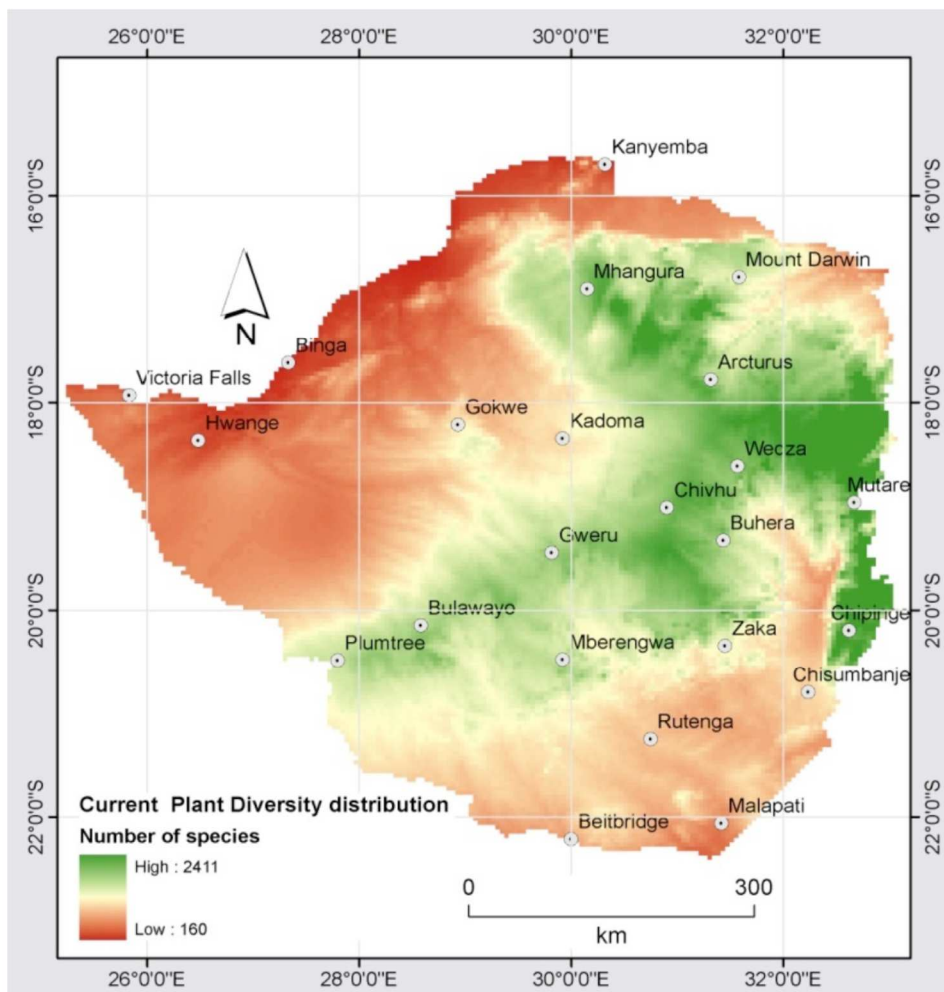 26°0'0"E 28°0'0"E 30°0'0"E 32°0'0"E
Kanyemba
16°0'0"S 16°0'0"S
Mount Darwin
Mhangura
N
Binga
Arcturus
Victoria Falls
18°0'0"S 18°0'0"S
Gokwe
Hwange
Kadoma
Wedza
Mutare
Chivhu
Buhera
Gweru
20°0'0"S 20°0'0"S
Bulawayo
Chipinge
Zaka
Plumtree
Mberengwa
Chisumbanje
Rutenga
22°0'0"S 22°0'0"S
Current Plant Diversity distribution
Malapati
Beitbridge
Number of species
High : 2411
0 300
Low : 160
km
26°0'0"E 28°0'0"E 30°0'0"E 32°0'0"E